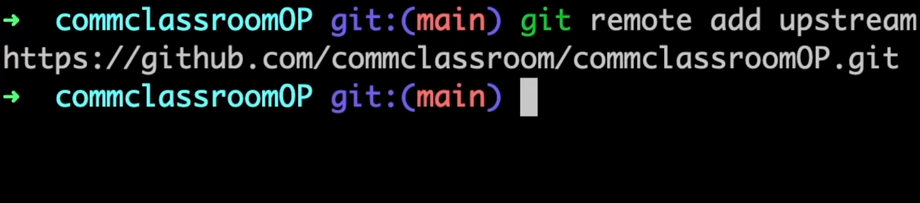 ➜ commclassroomOP git:(main) git remote add upstream
https://github.com/commclassroom/commclassroomOP.git
➜ commclassroomOP git:(main)